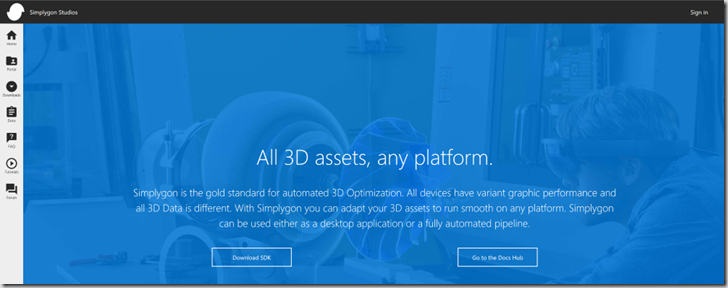 Simplygon Studios
Sign in
Home
Portal
Downloads
Docs
FAQ
Tutorials
Forum
All 3D assets, any platform.
Simplygon is the gold standard for automated 3D Optimization. All devices have variant graphic performance and
all 3D Data is different. With Simplygon you can adapt your 3D assets to run smooth on any platform. Simplygon
can be used either as a desktop application or a fully automated pipeline.
Download SDK
Go to the Docs Hub